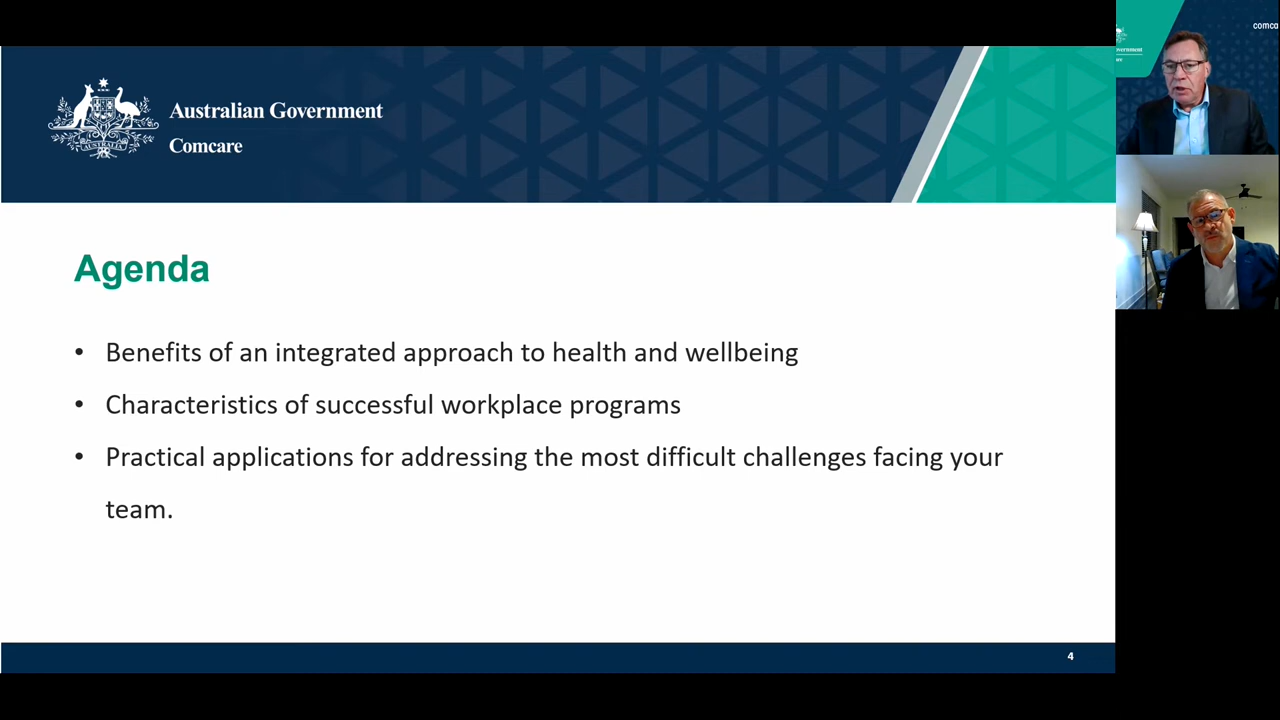 Australian Government
Comcare
Agenda
• Benefits of an integrated approach to health and wellbeing
• Characteristics of successful workplace programs
• Practical applications for addressing the most difficult challenges facing your
team.
4
comca